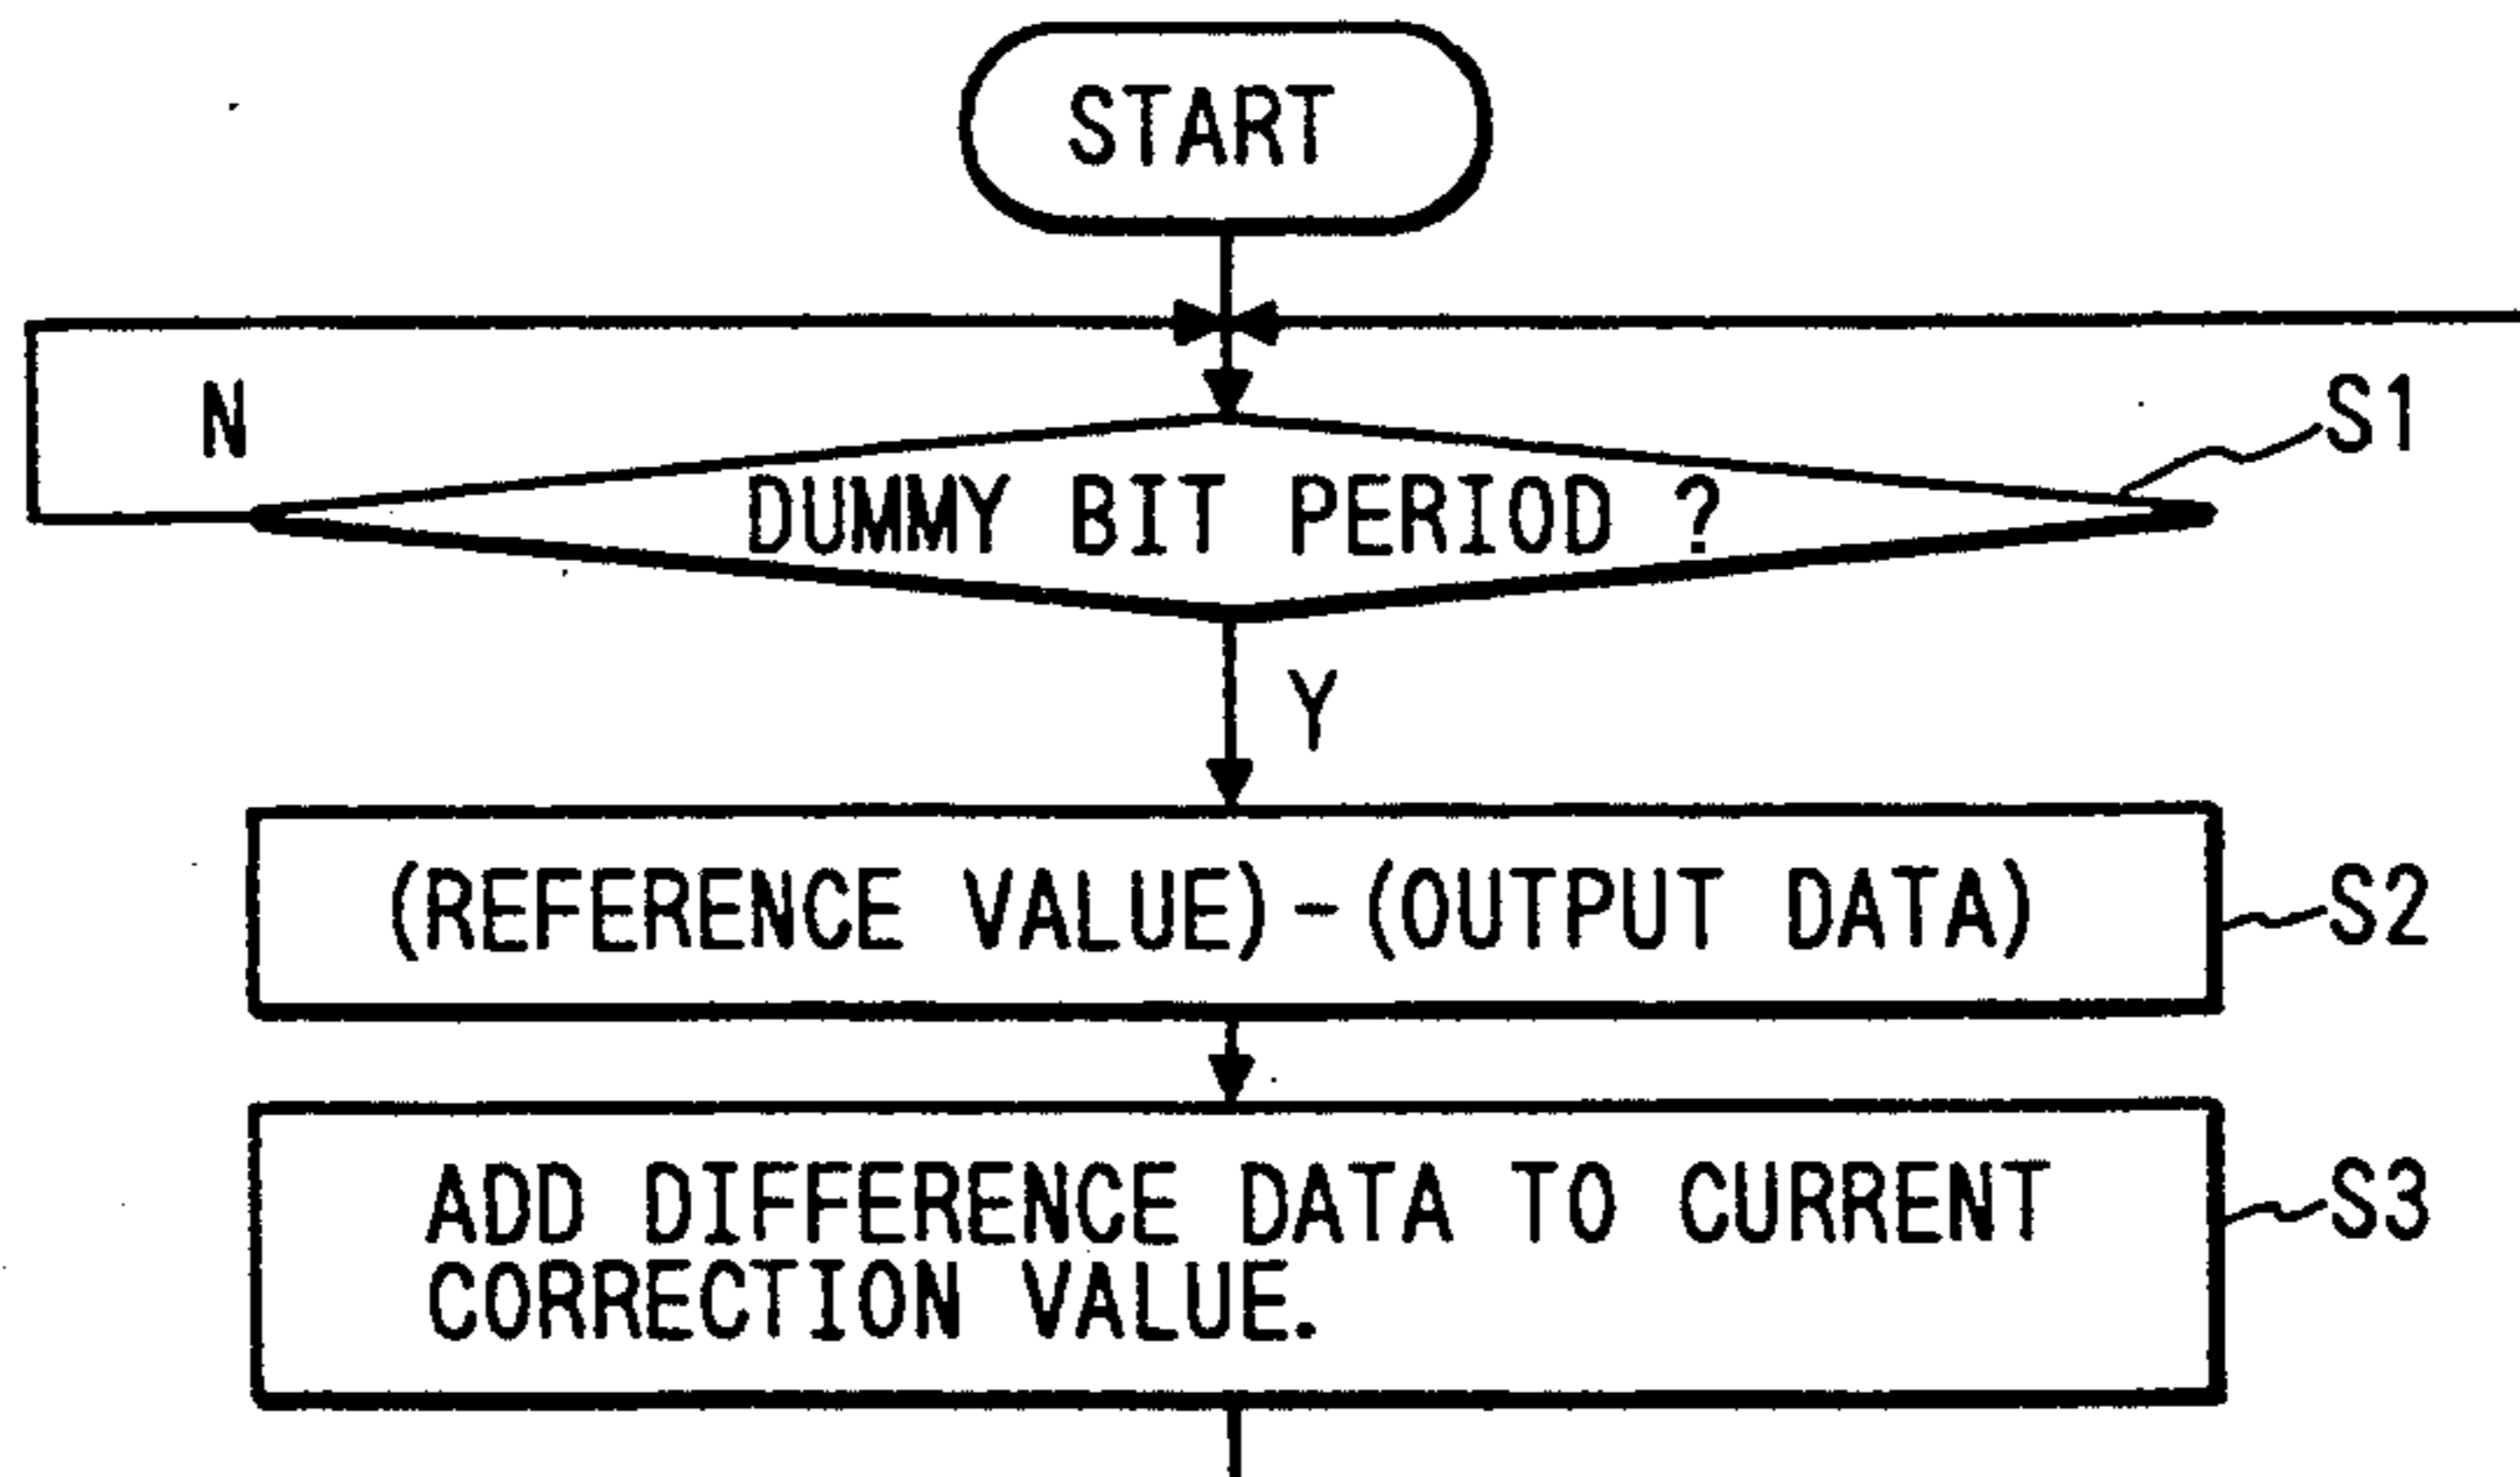 START
N
S1
DUMMY BIT PERIOD ?
Y
(REFERENCE VALUE)-(OUTPUT DATA)
S2
ADD DIFFERENCE DATA TO CURRENT
CORRECTION VALUE.
S3